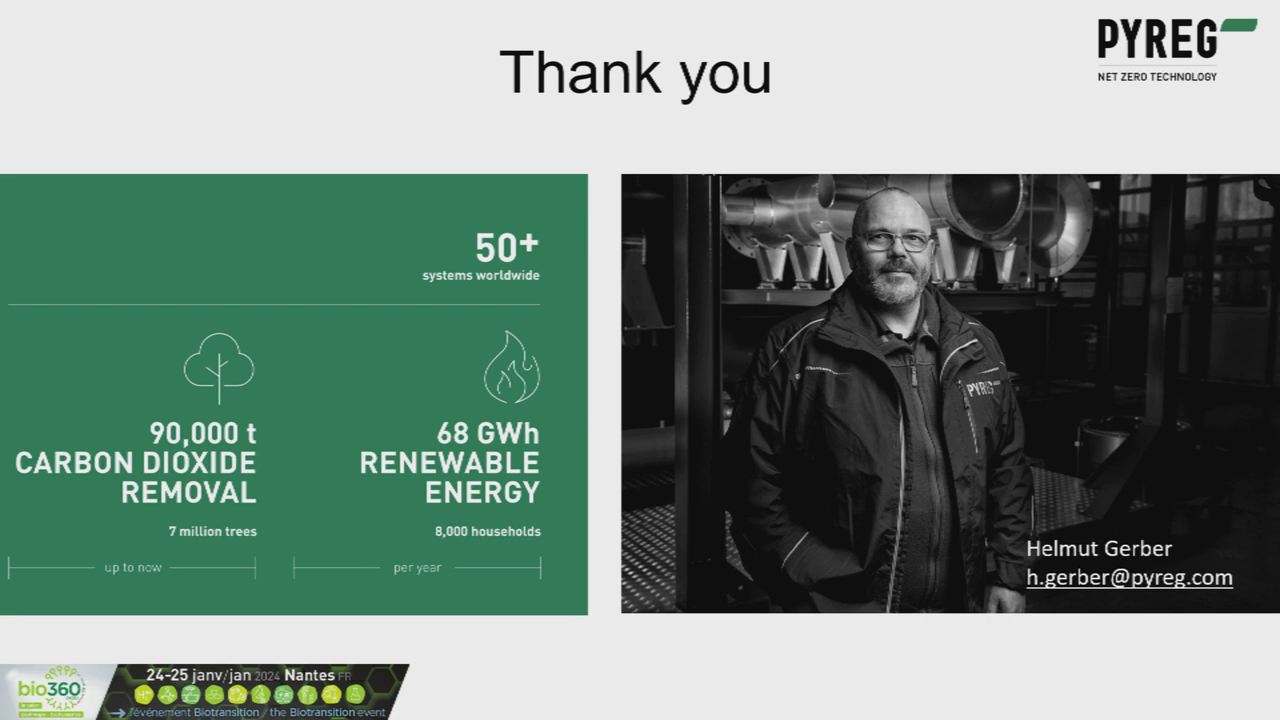 Thank you
PYREG
NET ZERO TECHNOLOGY
50+
systems worldwide
90,000 t
CARBON DIOXIDE
REMOVAL
7 million trees
up to now
68 GWh
RENEWABLE
ENERGY
8,000 households
per year
PYREG
Helmut Gerber
h.gerber@pyreg.com
bio360
24-25 janv/jan 2024 Nantes FR
l'événement Biotransition / the Biotransition event